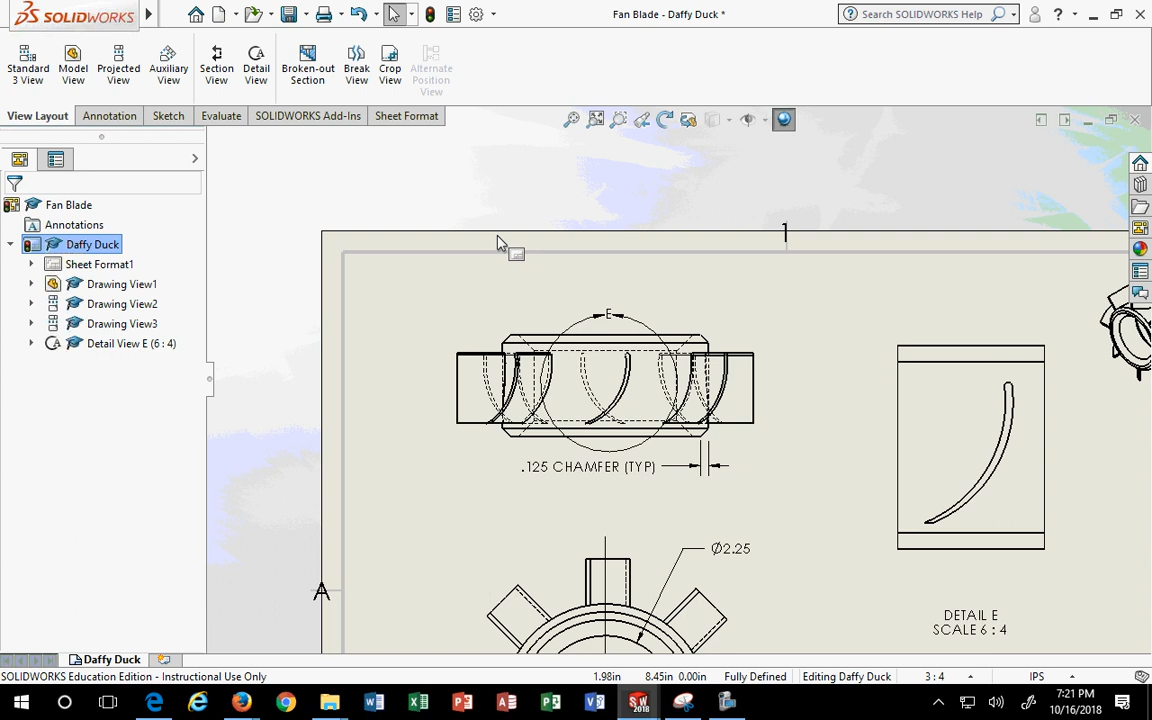 SOLIDWORKS
Fan Blade - Daffy Duck *
Search SOLIDWORKS Help
Standard 3 View
Model View
Projected View
Auxiliary View
Section View
Detail View
Broken-out Section
Break View
Crop View
Alternate Position View
View Layout
Annotation
Sketch
Evaluate
SOLIDWORKS Add-Ins
Sheet Format
Fan Blade
Annotations
Daffy Duck
Sheet Format1
Drawing View1
Drawing View2
Drawing View3
Detail View E (6 : 4)
1
E
.125 CHAMFER (TYP)
Ø2.25
A
DETAIL E
SCALE 6 : 4
Daffy Duck
SOLIDWORKS Education Edition - Instructional Use Only
1.98in
8.45in
0.00in
Fully Defined
Editing Daffy Duck
3 : 4
IPS
7:21 PM
10/16/2018